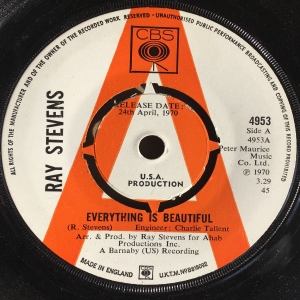 ALL RIGHTS OF THE MANUFACTURER AND OF THE OWNER OF THE RECORDED WORK RESERVED • UNAUTHORISED PUBLIC PERFORMANCE BROADCASTING AND COPYING OF THIS RECORD PROHIBITED
CBS
RAY STEVENS
RELEASE DATE:
24th April, 1970
4953
Side A
4953A
Peter Maurice
Music
Co. Ltd.
℗ 1970
3.29
45
U.S.A.
PRODUCTION
EVERYTHING IS BEAUTIFUL
(R. Stevens) Engineer: Charlie Tallent
Arr. & Prod. by Ray Stevens for Ahab
Productions Inc.
A Barnaby (US) Recording
MADE IN ENGLAND